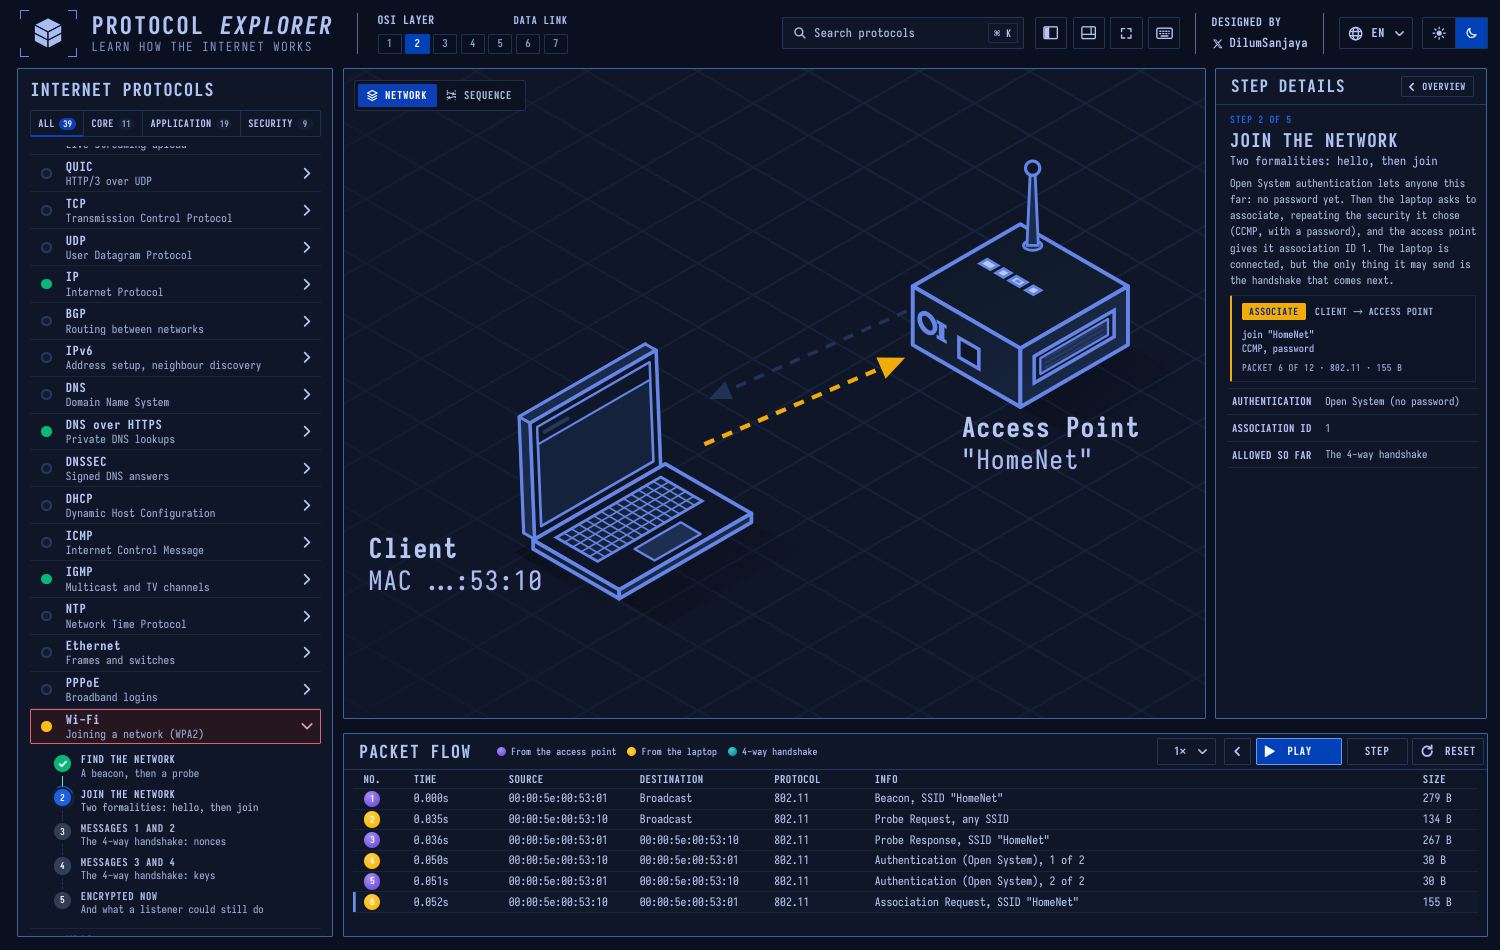 PROTOCOL EXPLORER
LEARN HOW THE INTERNET WORKS
OSI LAYER DATA LINK
1 2 3 4 5 6 7
Search protocols ⌘ K
DESIGNED BY
DilumSanjaya
EN
INTERNET PROTOCOLS
ALL 39 CORE 11 APPLICATION 19 SECURITY 9
Live streaming upload
QUIC
HTTP/3 over UDP
TCP
Transmission Control Protocol
UDP
User Datagram Protocol
IP
Internet Protocol
BGP
Routing between networks
IPv6
Address setup, neighbour discovery
DNS
Domain Name System
DNS over HTTPS
Private DNS lookups
DNSSEC
Signed DNS answers
DHCP
Dynamic Host Configuration
ICMP
Internet Control Message
IGMP
Multicast and TV channels
NTP
Network Time Protocol
Ethernet
Frames and switches
PPPoE
Broadband logins
Wi-Fi
Joining a network (WPA2)
FIND THE NETWORK
A beacon, then a probe
2 JOIN THE NETWORK
Two formalities: hello, then join
3 MESSAGES 1 AND 2
The 4-way handshake: nonces
4 MESSAGES 3 AND 4
The 4-way handshake: keys
5 ENCRYPTED NOW
And what a listener could still do
NETWORK SEQUENCE
Access Point
"HomeNet"
Client
MAC …:53:10
STEP DETAILS OVERVIEW
STEP 2 OF 5
JOIN THE NETWORK
Two formalities: hello, then join
Open System authentication lets anyone this
far: no password yet. Then the laptop asks to
associate, repeating the security it chose
(CCMP, with a password), and the access point
gives it association ID 1. The laptop is
connected, but the only thing it may send is
the handshake that comes next.
ASSOCIATE CLIENT → ACCESS POINT
join "HomeNet"
CCMP, password
PACKET 6 OF 12 · 802.11 · 155 B
AUTHENTICATION Open System (no password)
ASSOCIATION ID 1
ALLOWED SO FAR The 4-way handshake
PACKET FLOW From the access point From the laptop 4-way handshake 1× PLAY STEP RESET
NO. TIME SOURCE DESTINATION PROTOCOL INFO SIZE
1 0.000s 00:00:5e:00:53:01 Broadcast 802.11 Beacon, SSID "HomeNet" 279 B
2 0.035s 00:00:5e:00:53:10 Broadcast 802.11 Probe Request, any SSID 134 B
3 0.036s 00:00:5e:00:53:01 00:00:5e:00:53:10 802.11 Probe Response, SSID "HomeNet" 267 B
4 0.050s 00:00:5e:00:53:10 00:00:5e:00:53:01 802.11 Authentication (Open System), 1 of 2 30 B
5 0.051s 00:00:5e:00:53:01 00:00:5e:00:53:10 802.11 Authentication (Open System), 2 of 2 30 B
6 0.052s 00:00:5e:00:53:10 00:00:5e:00:53:01 802.11 Association Request, SSID "HomeNet" 155 B